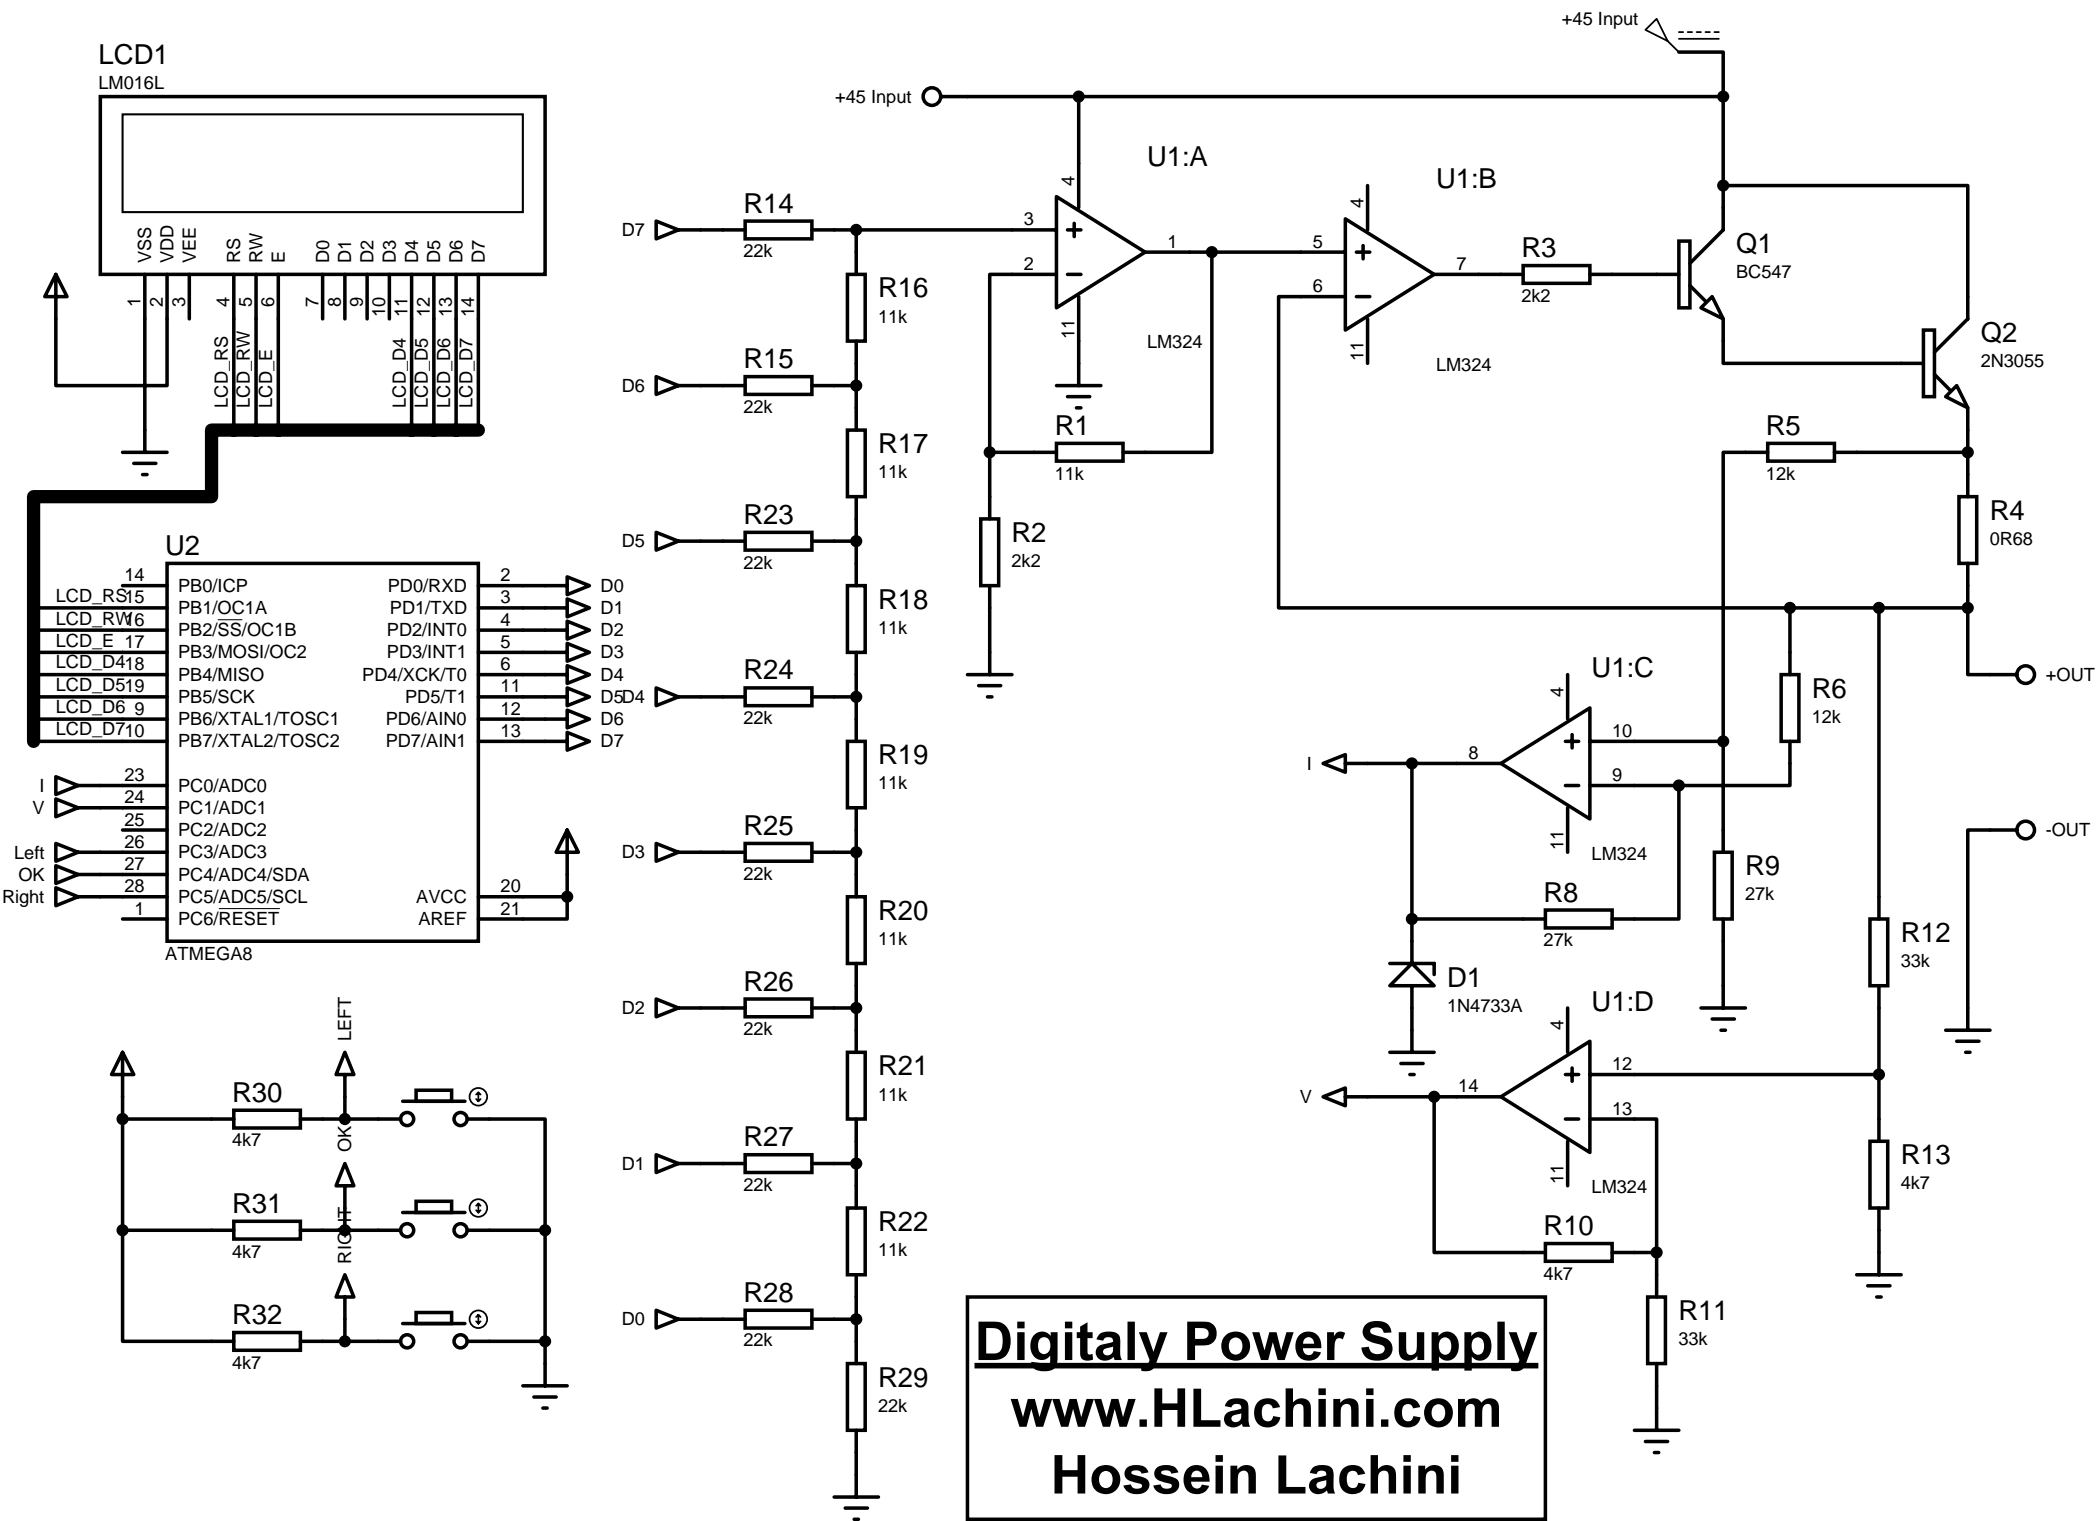 +45 Input
LCD1
LM016L
VSS
VDD
VEE
RS
RW
E
D0
D1
D2
D3
D4
D5
D6
D7
1
2
3
4
5
6
7
8
9
10
11
12
13
14
LCD_RS
LCD_RW
LCD_E
LCD_D4
LCD_D5
LCD_D6
LCD_D7
U2
14 PB0/ICP
LCD_RS 15 PB1/OC1A
LCD_RW 16 PB2/SS/OC1B
LCD_E 17 PB3/MOSI/OC2
LCD_D4 18 PB4/MISO
LCD_D5 19 PB5/SCK
LCD_D6 9 PB6/XTAL1/TOSC1
LCD_D7 10 PB7/XTAL2/TOSC2
I 23 PC0/ADC0
V 24 PC1/ADC1
25 PC2/ADC2
Left 26 PC3/ADC3
OK 27 PC4/ADC4/SDA
Right 28 PC5/ADC5/SCL
1 PC6/RESET
PD0/RXD 2 D0
PD1/TXD 3 D1
PD2/INT0 4 D2
PD3/INT1 5 D3
PD4/XCK/T0 6 D4
PD5/T1 11 D5
PD6/AIN0 12 D6
PD7/AIN1 13 D7
AVCC 20
AREF 21
ATMEGA8
LEFT
R30
4k7
OK
R31
4k7
RIGHT
R32
4k7
D7
R14
22k
R16
11k
D6
R15
22k
R17
11k
D5
R23
22k
R18
11k
D4
R24
22k
R19
11k
D3
R25
22k
R20
11k
D2
R26
22k
R21
11k
D1
R27
22k
R22
11k
D0
R28
22k
R29
22k
+45 Input
U1:A
4
3
2
1
11
LM324
R1
11k
R2
2k2
U1:B
4
5
6
7
11
LM324
R3
2k2
Q1
BC547
Q2
2N3055
R5
12k
R4
0R68
+OUT
-OUT
U1:C
4
10
9
8
11
LM324
I
R6
12k
R8
27k
R9
27k
D1
1N4733A
U1:D
4
12
13
14
11
LM324
V
R12
33k
R13
4k7
R10
4k7
R11
33k
Digitaly Power Supply
www.HLachini.com
Hossein Lachini